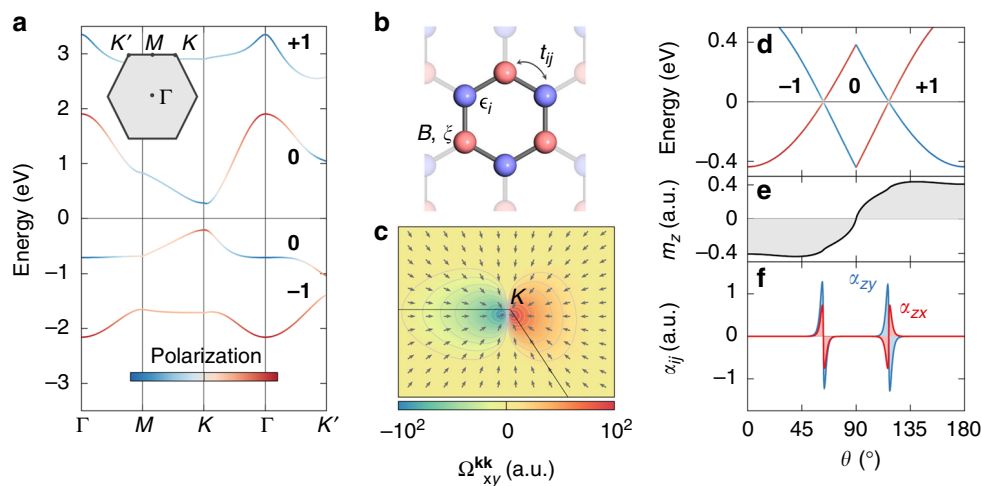 a
Energy (eV)
3
2
1
0
−1
−2
−3
K′ M K
Γ
+1
0
0
−1
Polarization
Γ M K Γ K′
b
t_ij
ϵ_i
B, ξ
c
K
−10² 0 10²
Ω^kk_xy (a.u.)
d
Energy (eV)
0.4
0
−0.4
−1 0 +1
e
m_z (a.u.)
0.4
0
−0.4
f
α_zy
α_zx
α_ij (a.u.)
1
0
−1
0 45 90 135 180
θ (°)